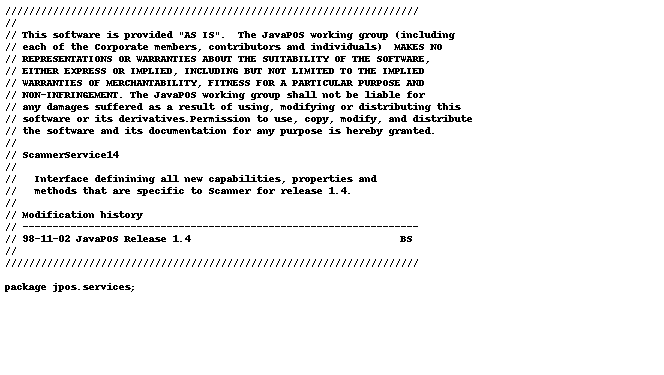 //////////////////////////////////////////////////////////////////////
//
// This software is provided "AS IS".  The JavaPOS working group (including
// each of the Corporate members, contributors and individuals)  MAKES NO
// REPRESENTATIONS OR WARRANTIES ABOUT THE SUITABILITY OF THE SOFTWARE,
// EITHER EXPRESS OR IMPLIED, INCLUDING BUT NOT LIMITED TO THE IMPLIED
// WARRANTIES OF MERCHANTABILITY, FITNESS FOR A PARTICULAR PURPOSE AND
// NON-INFRINGEMENT. The JavaPOS working group shall not be liable for
// any damages suffered as a result of using, modifying or distributing this
// software or its derivatives.Permission to use, copy, modify, and distribute
// the software and its documentation for any purpose is hereby granted.
//
// ScannerService14
//
//   Interface definining all new capabilities, properties and
//   methods that are specific to Scanner for release 1.4.
//
// Modification history
// ------------------------------------------------------------------
// 98-11-02 JavaPOS Release 1.4                                   BS
//
//////////////////////////////////////////////////////////////////////
package jpos.services;